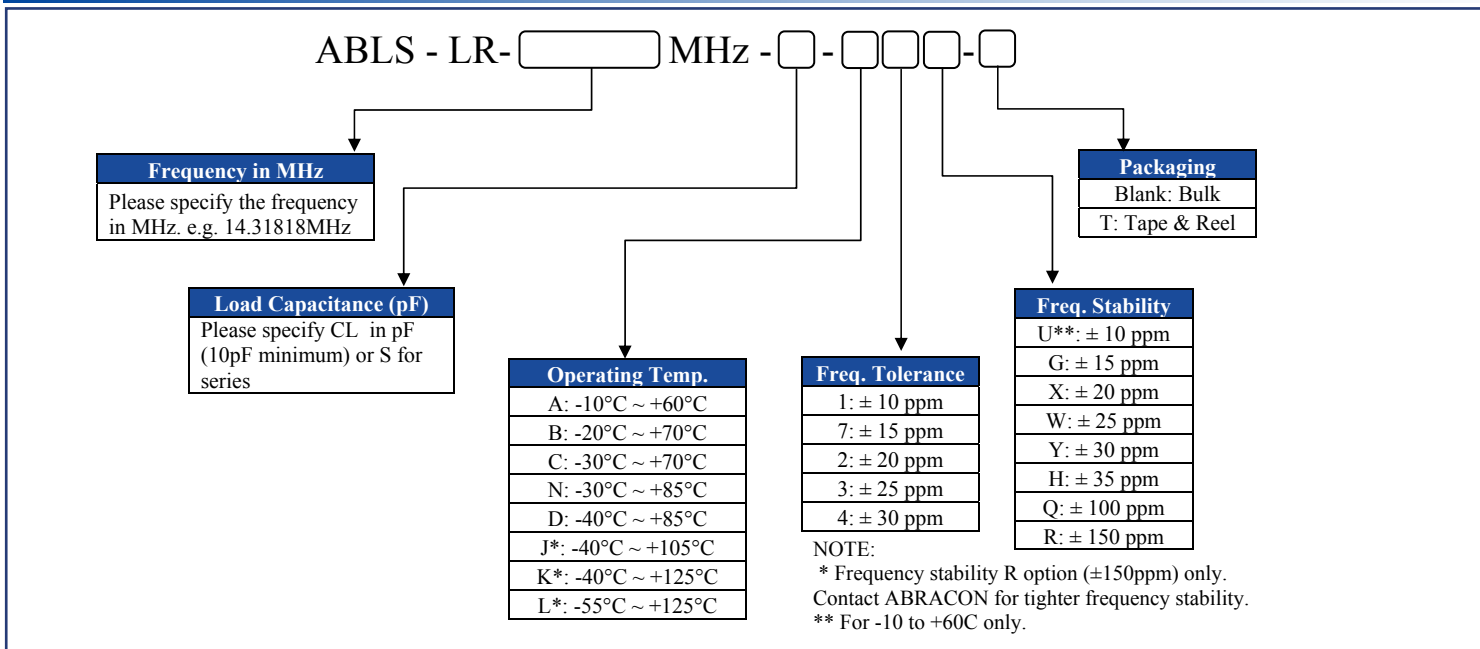 ABLS - LR- MHz - - -
Frequency in MHz
Please specify the frequency
in MHz. e.g. 14.31818MHz
Load Capacitance (pF)
Please specify CL in pF
(10pF minimum) or S for
series
Operating Temp.
A: -10°C ~ +60°C
B: -20°C ~ +70°C
C: -30°C ~ +70°C
N: -30°C ~ +85°C
D: -40°C ~ +85°C
J*: -40°C ~ +105°C
K*: -40°C ~ +125°C
L*: -55°C ~ +125°C
Freq. Tolerance
1: ± 10 ppm
7: ± 15 ppm
2: ± 20 ppm
3: ± 25 ppm
4: ± 30 ppm
Freq. Stability
U**: ± 10 ppm
G: ± 15 ppm
X: ± 20 ppm
W: ± 25 ppm
Y: ± 30 ppm
H: ± 35 ppm
Q: ± 100 ppm
R: ± 150 ppm
Packaging
Blank: Bulk
T: Tape & Reel
NOTE:
* Frequency stability R option (±150ppm) only.
Contact ABRACON for tighter frequency stability.
** For -10 to +60C only.